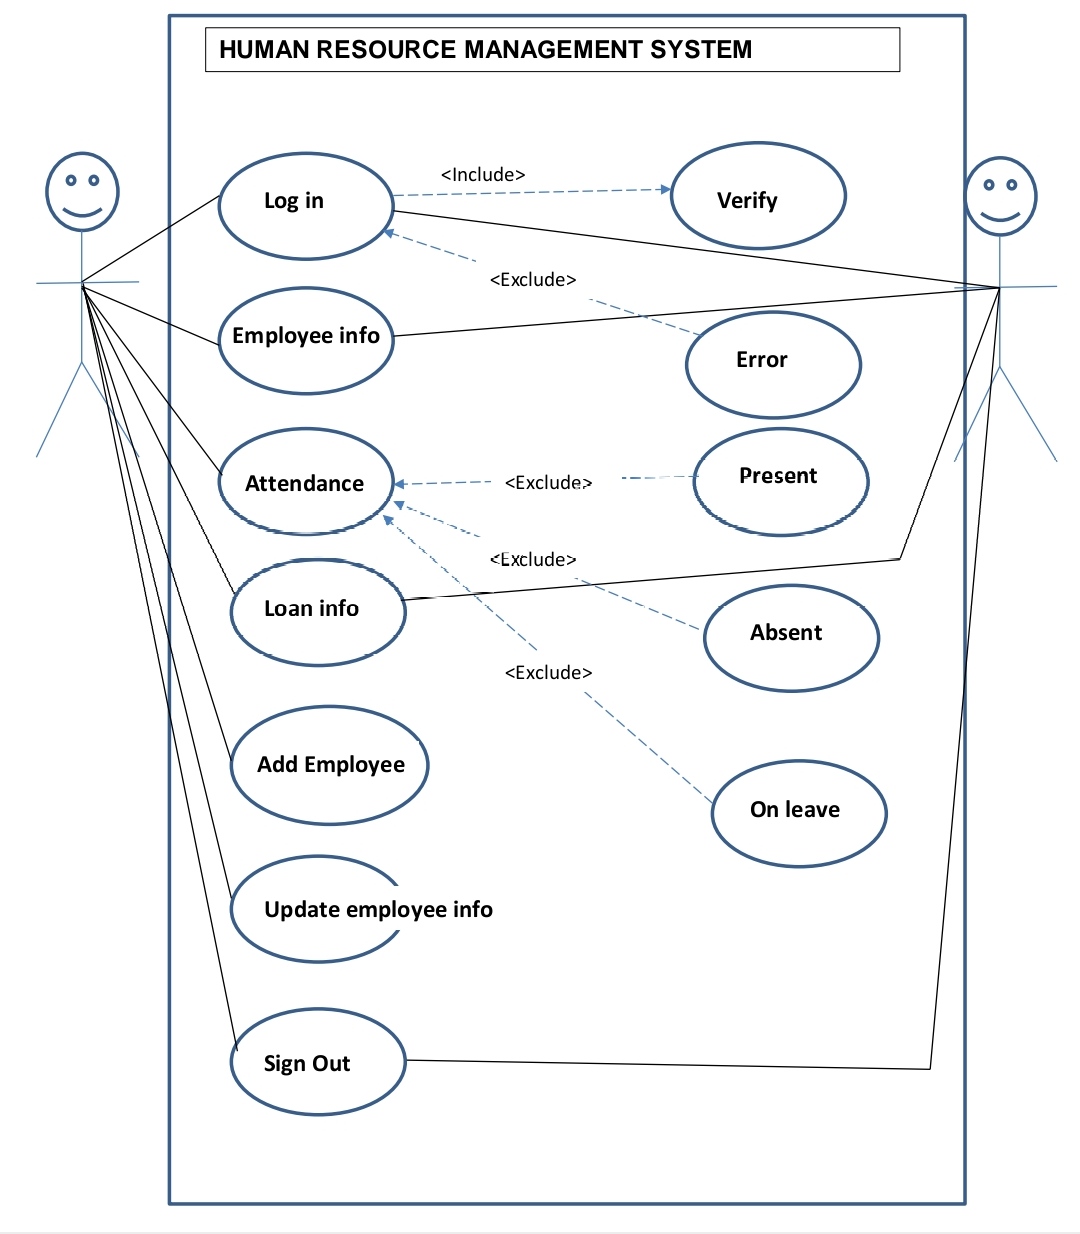 HUMAN RESOURCE MANAGEMENT SYSTEM
<Include>
Log in
Verify
<Exclude>
Employee info
Error
Attendance
<Exclude>
Present
<Exclude>
Loan info
Absent
<Exclude>
Add Employee
On leave
Update employee info
Sign Out